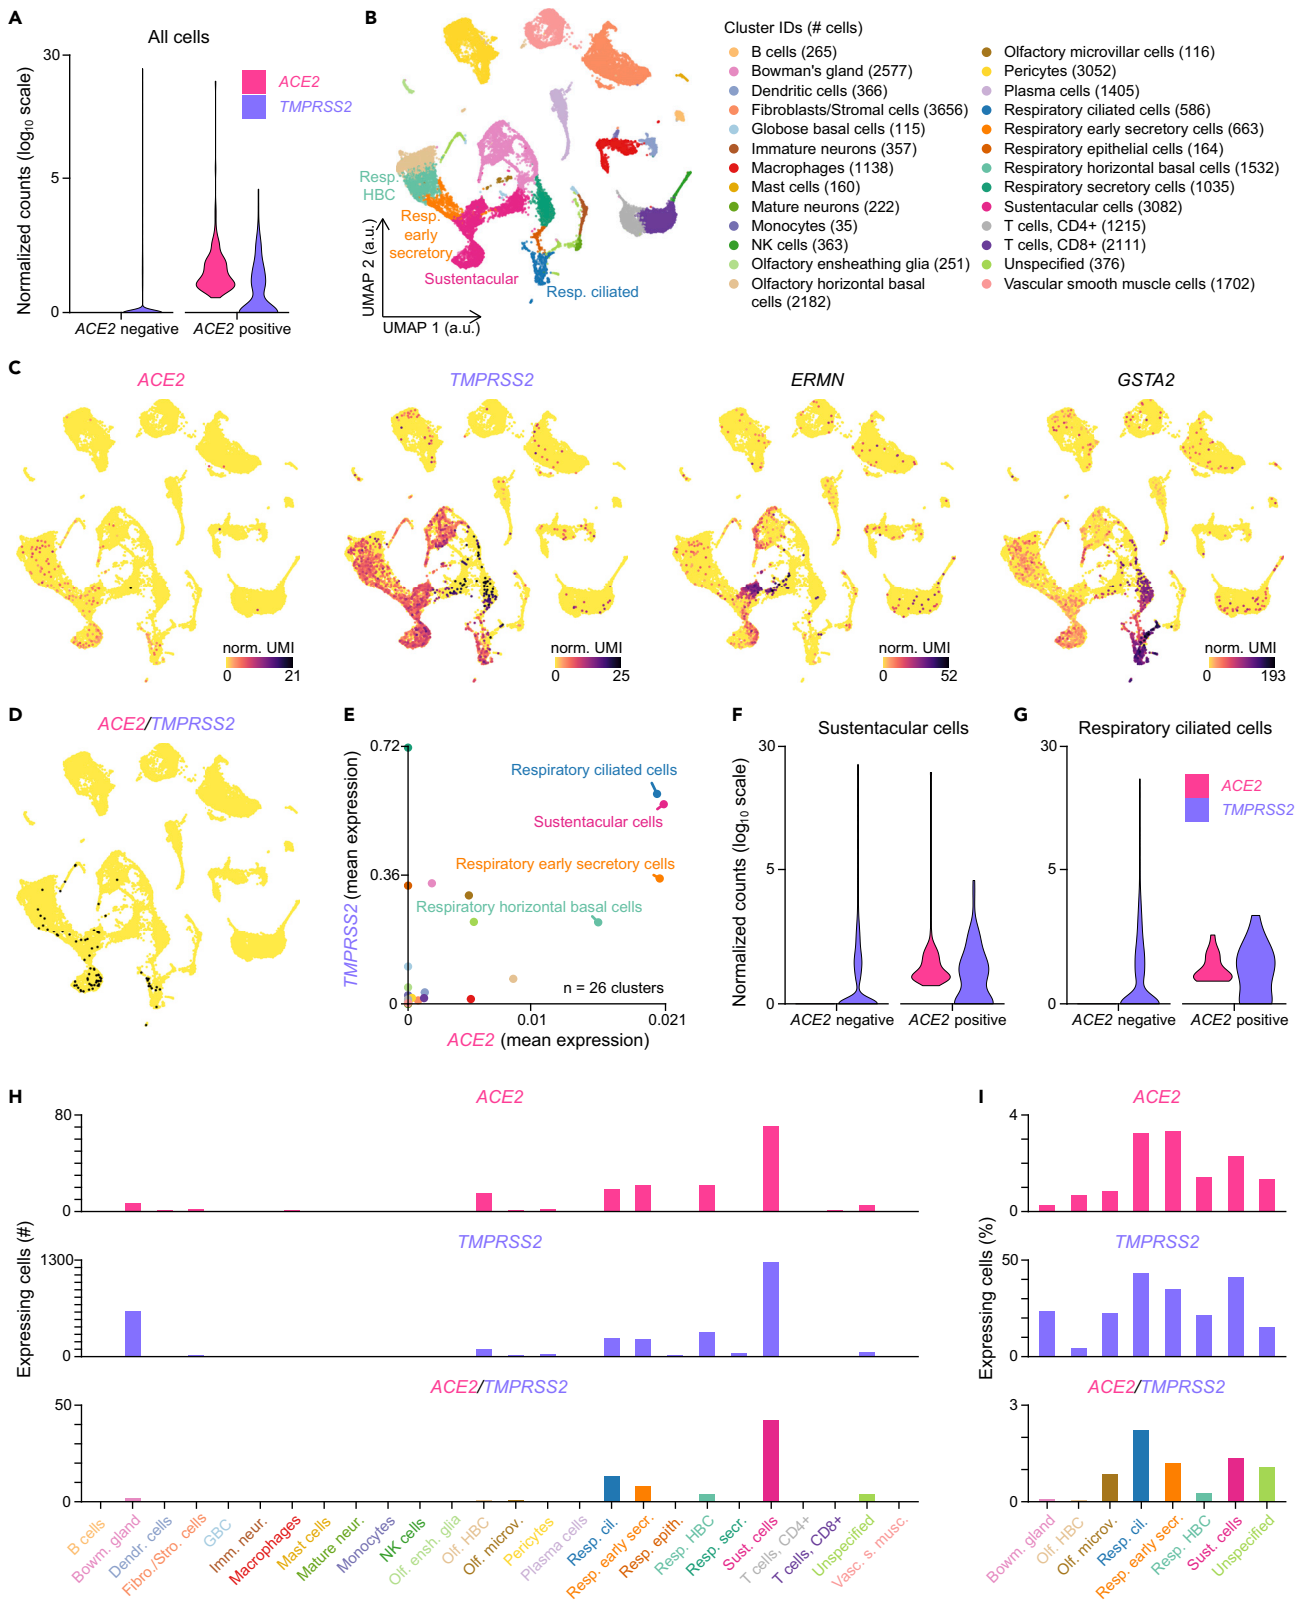 A
All cells
Normalized counts (log10 scale)
30
5
0
ACE2
TMPRSS2
ACE2 negative
ACE2 positive
B
Resp. HBC
Resp. early secretory
Sustentacular
Resp. ciliated
UMAP 2 (a.u.)
UMAP 1 (a.u.)
Cluster IDs (# cells)
B cells (265)
Bowman's gland (2577)
Dendritic cells (366)
Fibroblasts/Stromal cells (3656)
Globose basal cells (115)
Immature neurons (357)
Macrophages (1138)
Mast cells (160)
Mature neurons (222)
Monocytes (35)
NK cells (363)
Olfactory ensheathing glia (251)
Olfactory horizontal basal
cells (2182)
Olfactory microvillar cells (116)
Pericytes (3052)
Plasma cells (1405)
Respiratory ciliated cells (586)
Respiratory early secretory cells (663)
Respiratory epithelial cells (164)
Respiratory horizontal basal cells (1532)
Respiratory secretory cells (1035)
Sustentacular cells (3082)
T cells, CD4+ (1215)
T cells, CD8+ (2111)
Unspecified (376)
Vascular smooth muscle cells (1702)
C
ACE2
norm. UMI
0 21
TMPRSS2
norm. UMI
0 25
ERMN
norm. UMI
0 52
GSTA2
norm. UMI
0 193
D
ACE2/TMPRSS2
E
TMPRSS2 (mean expression)
0.72
0.36
0
Respiratory ciliated cells
Sustentacular cells
Respiratory early secretory cells
Respiratory horizontal basal cells
n = 26 clusters
0 0.01 0.021
ACE2 (mean expression)
F
Sustentacular cells
Normalized counts (log10 scale)
30
5
0
ACE2 negative
ACE2 positive
G
Respiratory ciliated cells
30
5
0
ACE2
TMPRSS2
ACE2 negative
ACE2 positive
H
Expressing cells (#)
ACE2
80
0
TMPRSS2
1300
0
ACE2/TMPRSS2
50
0
B cells
Bowm. gland
Dendr. cells
Fibro./Stro. cells
GBC
Imm. neur.
Macrophages
Mast cells
Mature neur.
Monocytes
NK cells
Olf. ensh. glia
Olf. HBC
Olf. microv.
Pericytes
Plasma cells
Resp. cil.
Resp. early secr.
Resp. epith.
Resp. HBC
Resp. secr.
Sust. cells
T cells, CD4+
T cells, CD8+
Unspecified
Vasc. s. musc.
I
Expressing cells (%)
ACE2
4
0
TMPRSS2
50
0
ACE2/TMPRSS2
3
0
Bowm. gland
Olf. HBC
Olf. microv.
Resp. cil.
Resp. early secr.
Resp. HBC
Sust. cells
Unspecified